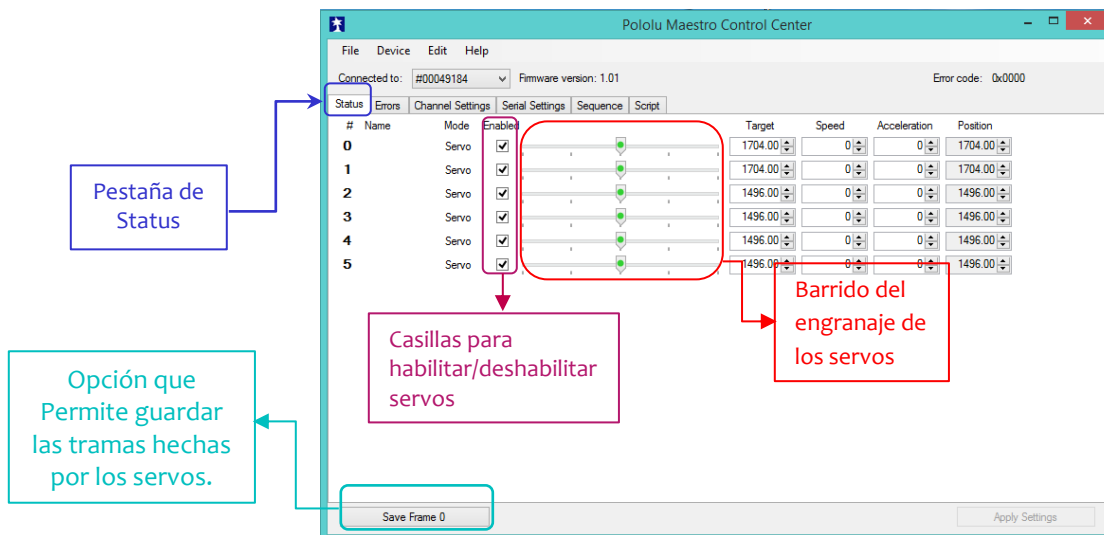 Pololu Maestro Control Center
File Device Edit Help
Connected to: #00049184 Firmware version: 1.01 Error code: 0x0000
Status Errors Channel Settings Serial Settings Sequence Script
# Name Mode Enabled Target Speed Acceleration Position
0 Servo 1704.00 0 0 1704.00
1 Servo 1704.00 0 0 1704.00
2 Servo 1496.00 0 0 1496.00
3 Servo 1496.00 0 0 1496.00
4 Servo 1496.00 0 0 1496.00
5 Servo 1496.00 0 0 1496.00
Pestaña de
Status
Barrido del
engranaje de
los servos
Casillas para
habilitar/deshabilitar
servos
Opción que
Permite guardar
las tramas hechas
por los servos.
Save Frame 0
Apply Settings